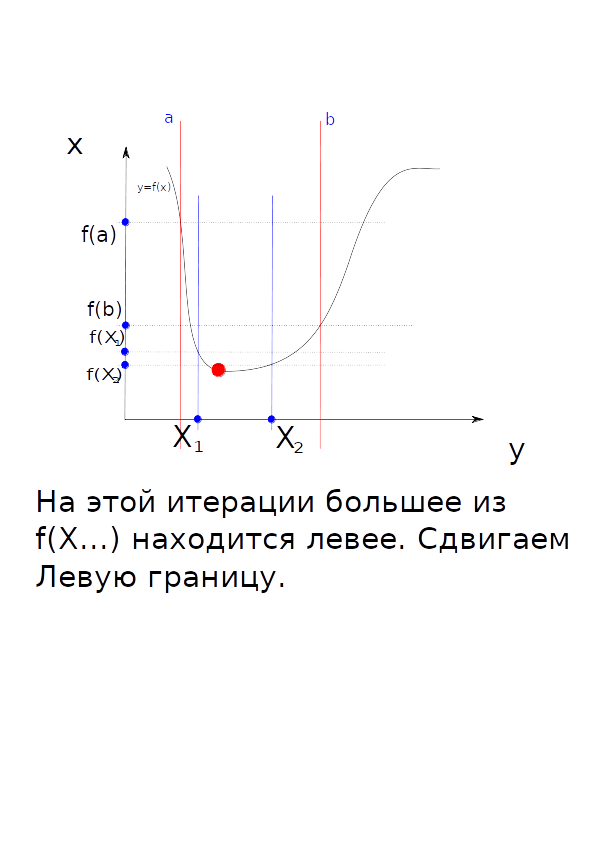 a
b
x
y=f(x)
f(a)
f(b)
f(X1)
f(X2)
X1
X2
y
На этой итерации большее из
f(X...) находится левее. Сдвигаем
Левую границу.